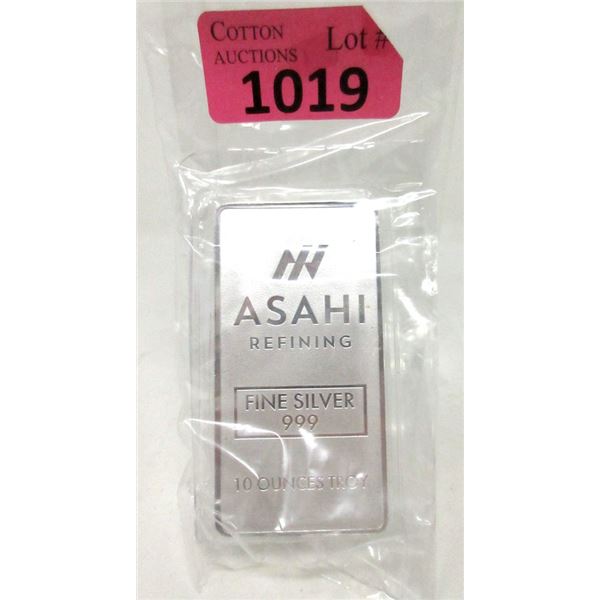 COTTON
AUCTIONS
Lot #
1019
ASAHI
REFINING
FINE SILVER
999
10 OUNCES TROY